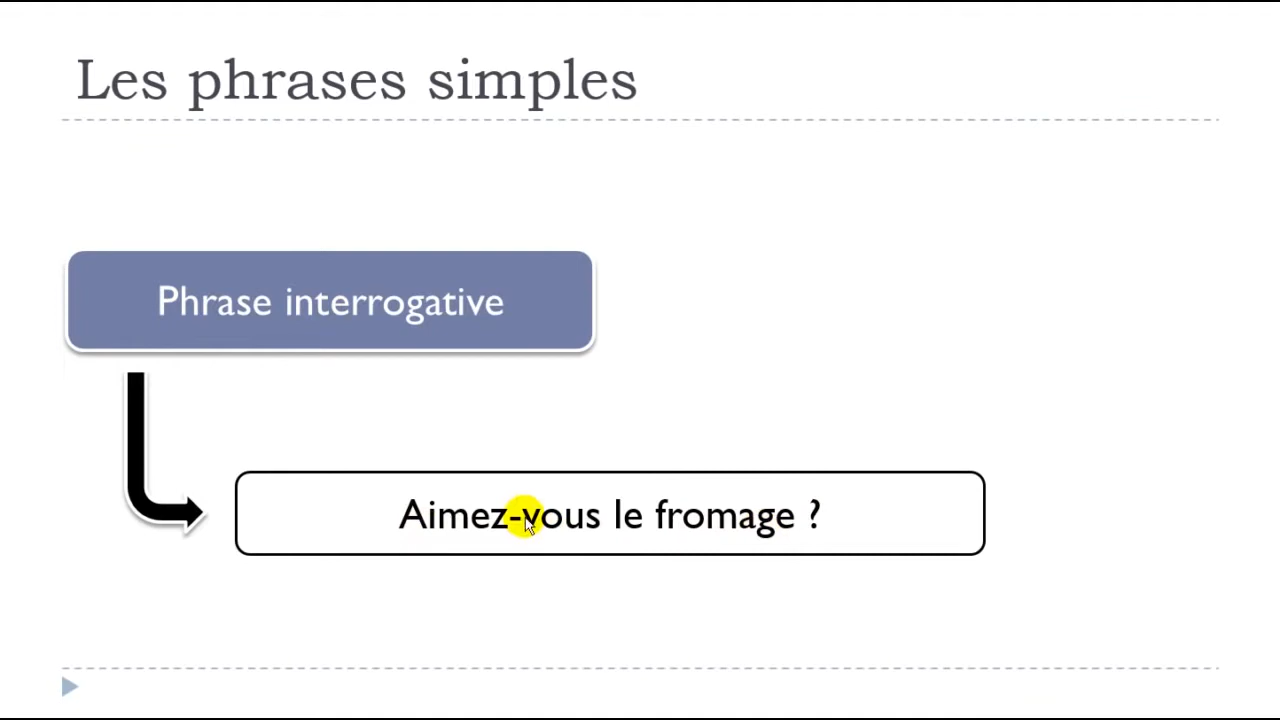 Les phrases simples
Phrase interrogative
Aimez-vous le fromage ?